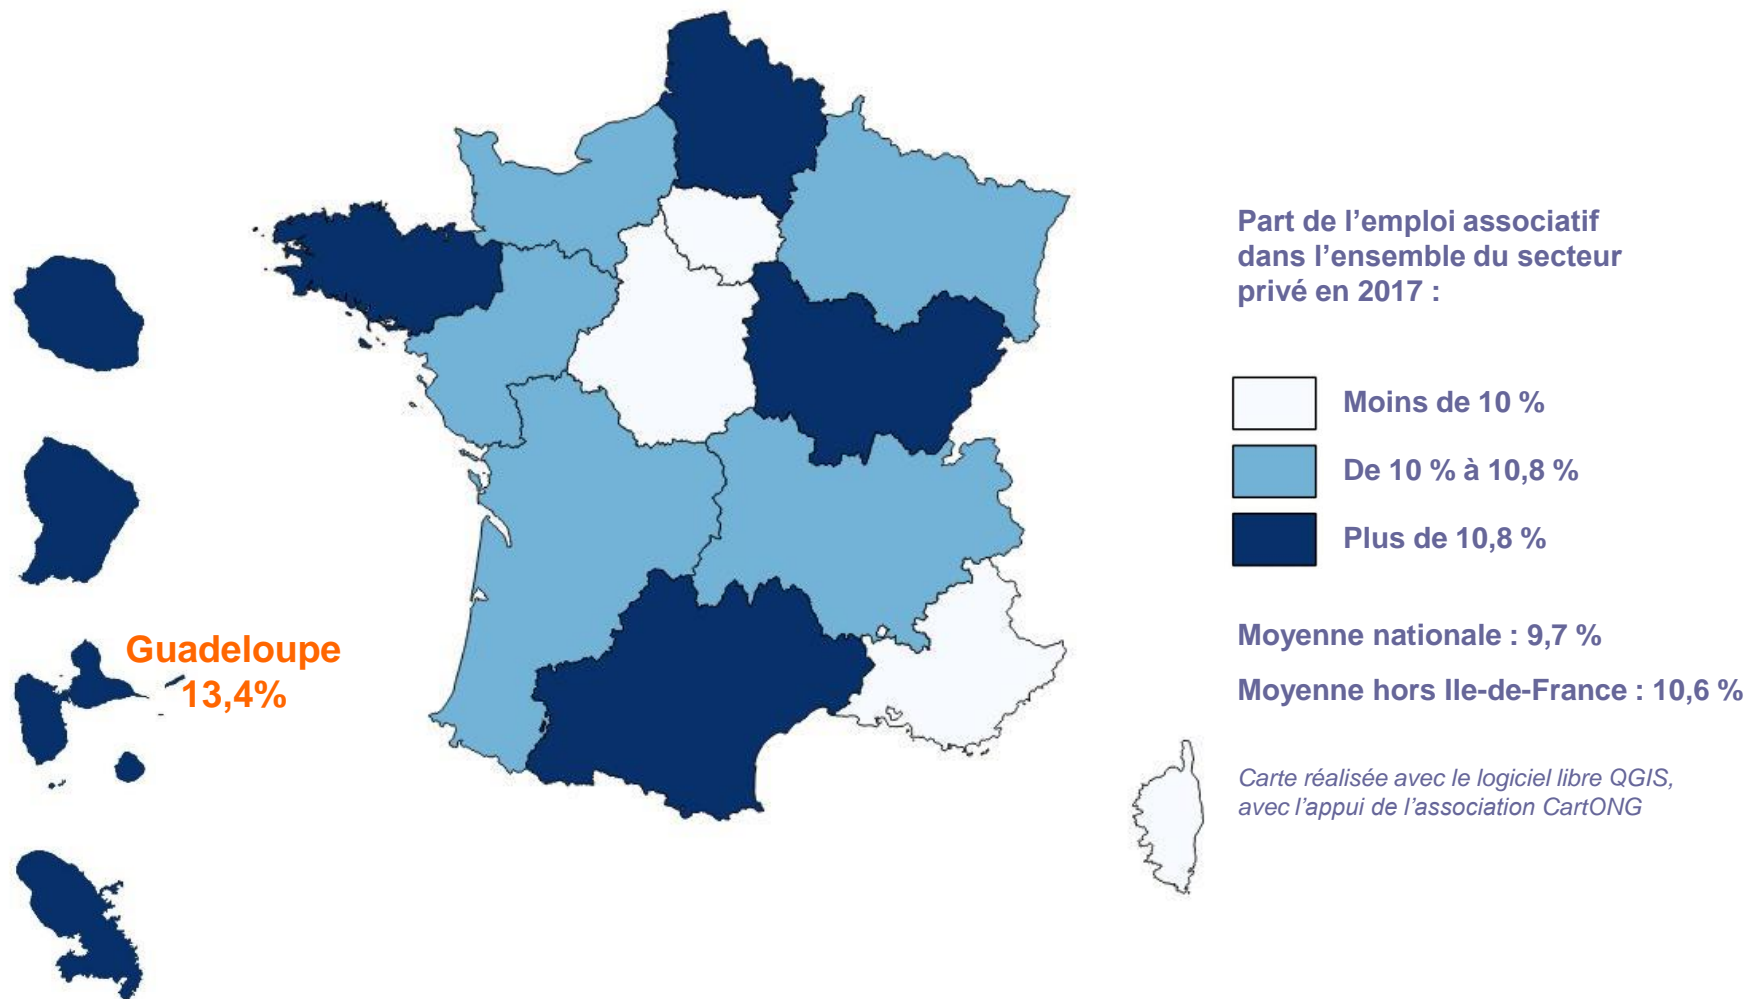 Part de l’emploi associatif
dans l’ensemble du secteur
privé en 2017 :
Moins de 10 %
De 10 % à 10,8 %
Plus de 10,8 %
Guadeloupe
13,4%
Moyenne nationale : 9,7 %
Moyenne hors Ile-de-France : 10,6 %
Carte réalisée avec le logiciel libre QGIS,
avec l’appui de l’association CartONG